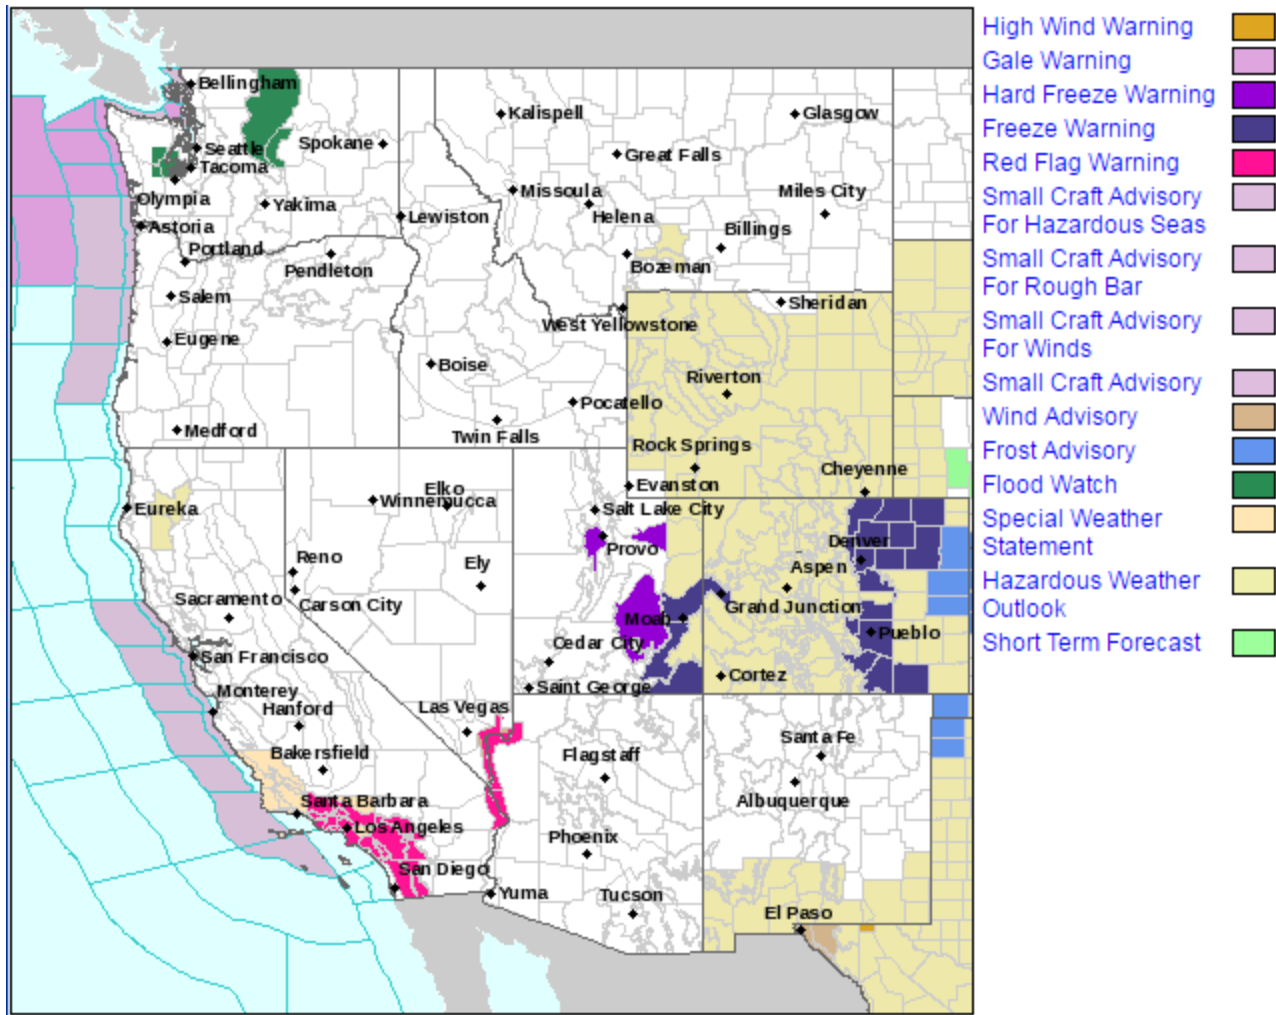 High Wind Warning
Gale Warning
Hard Freeze Warning
Freeze Warning
Red Flag Warning
Small Craft Advisory
For Hazardous Seas
Small Craft Advisory
For Rough Bar
Small Craft Advisory
For Winds
Small Craft Advisory
Wind Advisory
Frost Advisory
Flood Watch
Special Weather
Statement
Hazardous Weather
Outlook
Short Term Forecast
Bellingham
Kalispell
Glasgow
Seattle
Spokane
Great Falls
Tacoma
Olympia
Yakima
Missoula
Miles City
Lewiston
Helena
Astoria
Billings
Portland
Pendleton
Bozeman
Salem
Sheridan
West Yellowstone
Eugene
Boise
Riverton
Pocatello
Medford
Twin Falls
Rock Springs
Cheyenne
Evanston
Elko
Winnemucca
Eureka
Salt Lake City
Denver
Provo
Reno
Ely
Aspen
Sacramento
Carson City
Grand Junction
Moab
Pueblo
Cedar City
San Francisco
Cortez
Saint George
Monterey
Hanford
Las Vegas
Santa Fe
Bakersfield
Flagstaff
Santa Barbara
Albuquerque
Los Angeles
Phoenix
San Diego
Yuma
Tucson
El Paso